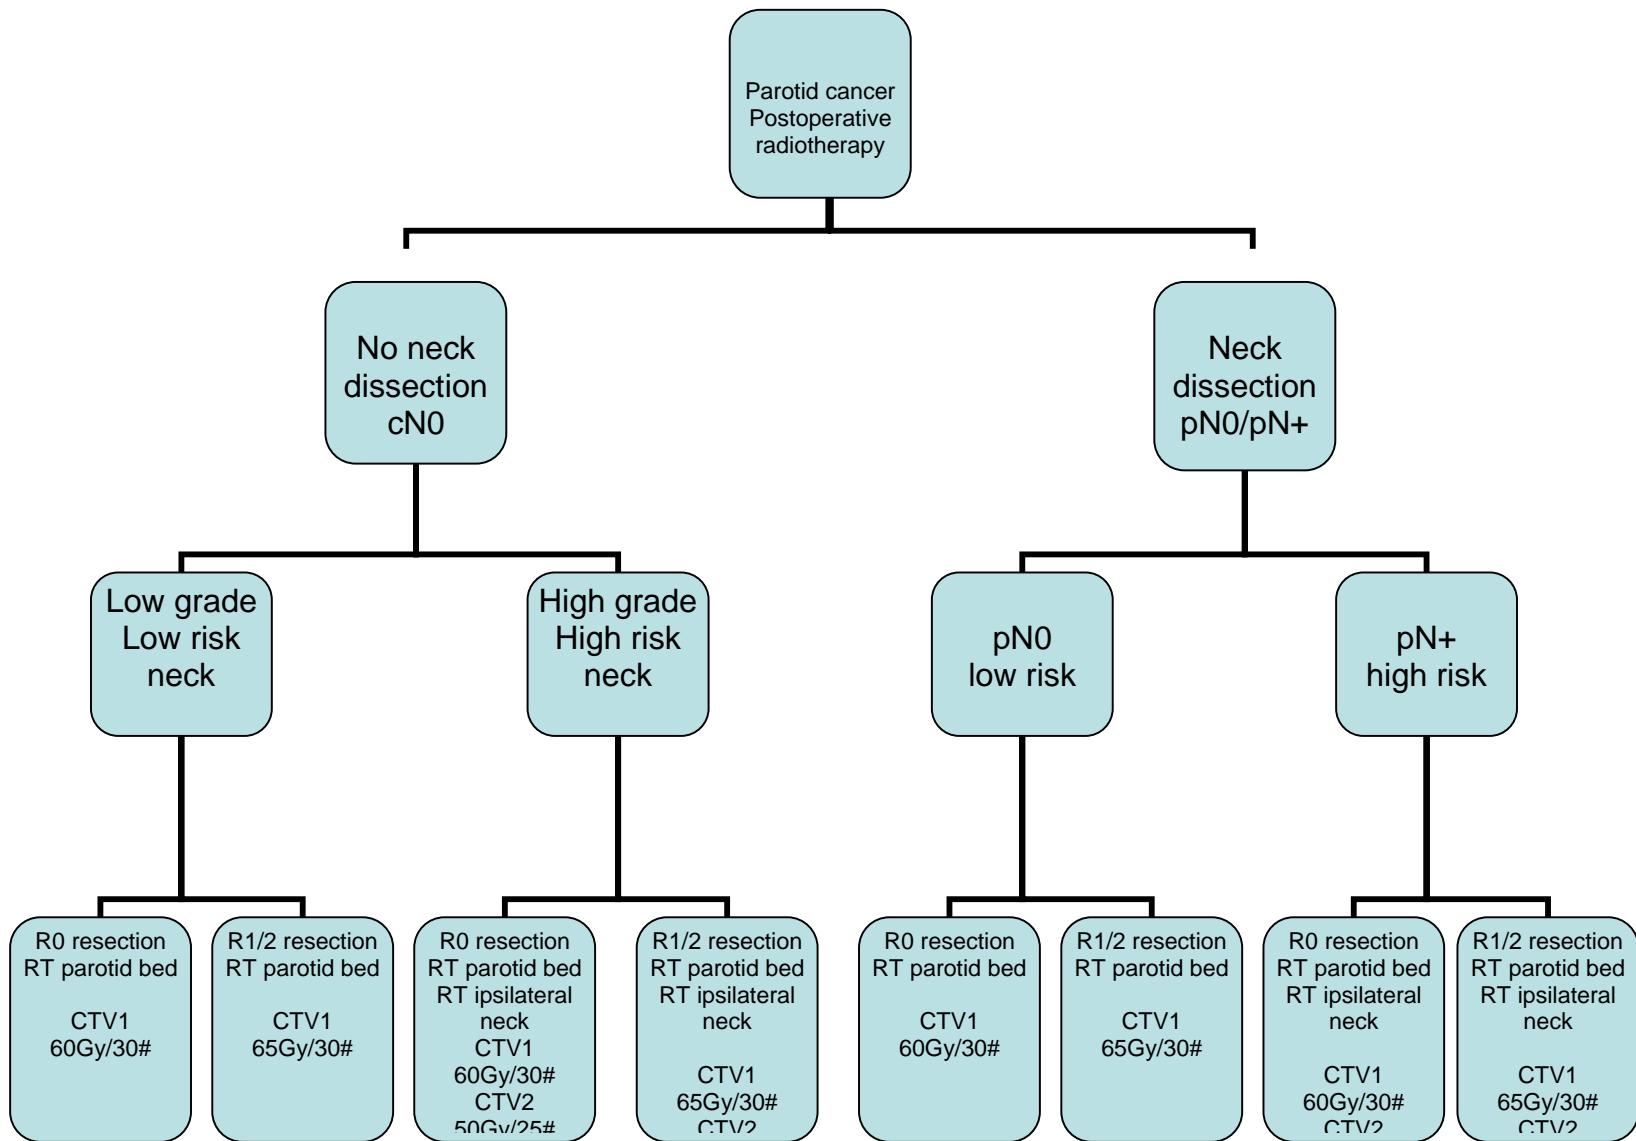 Parotid cancer
Postoperative
radiotherapy
No neck
dissection
cN0
Neck
dissection
pN0/pN+
Low grade
Low risk
neck
High grade
High risk
neck
pN0
low risk
pN+
high risk
R0 resection
RT parotid bed
CTV1
60Gy/30#
R1/2 resection
RT parotid bed
CTV1
65Gy/30#
R0 resection
RT parotid bed
RT ipsilateral
neck
CTV1
60Gy/30#
CTV2
50Gy/25#
R1/2 resection
RT parotid bed
RT ipsilateral
neck
CTV1
65Gy/30#
CTV2
R0 resection
RT parotid bed
CTV1
60Gy/30#
R1/2 resection
RT parotid bed
CTV1
65Gy/30#
R0 resection
RT parotid bed
RT ipsilateral
neck
CTV1
60Gy/30#
CTV2
R1/2 resection
RT parotid bed
RT ipsilateral
neck
CTV1
65Gy/30#
CTV2